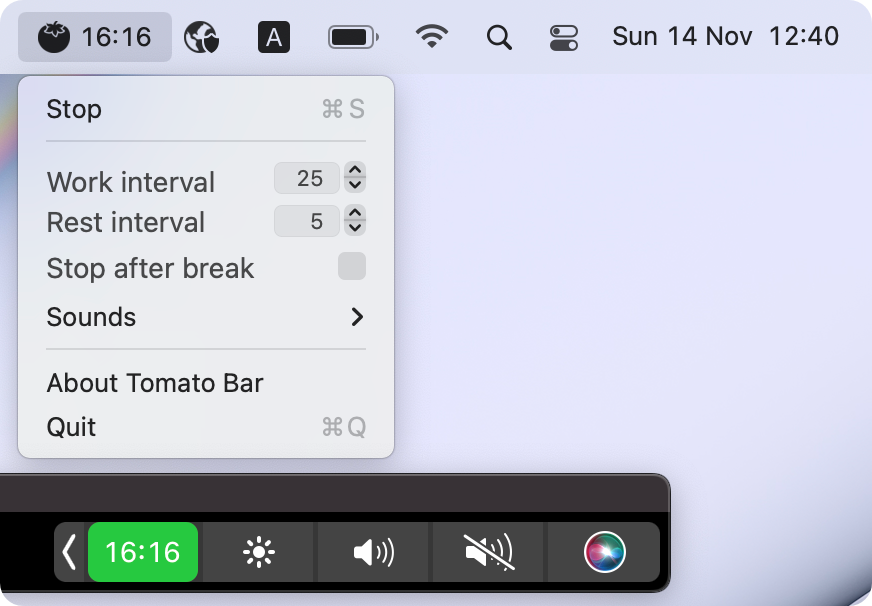 16:16 A Sun 14 Nov 12:40
Stop ⌘ S
Work interval 25
Rest interval 5
Stop after break
Sounds
About Tomato Bar
Quit ⌘ Q
16:16